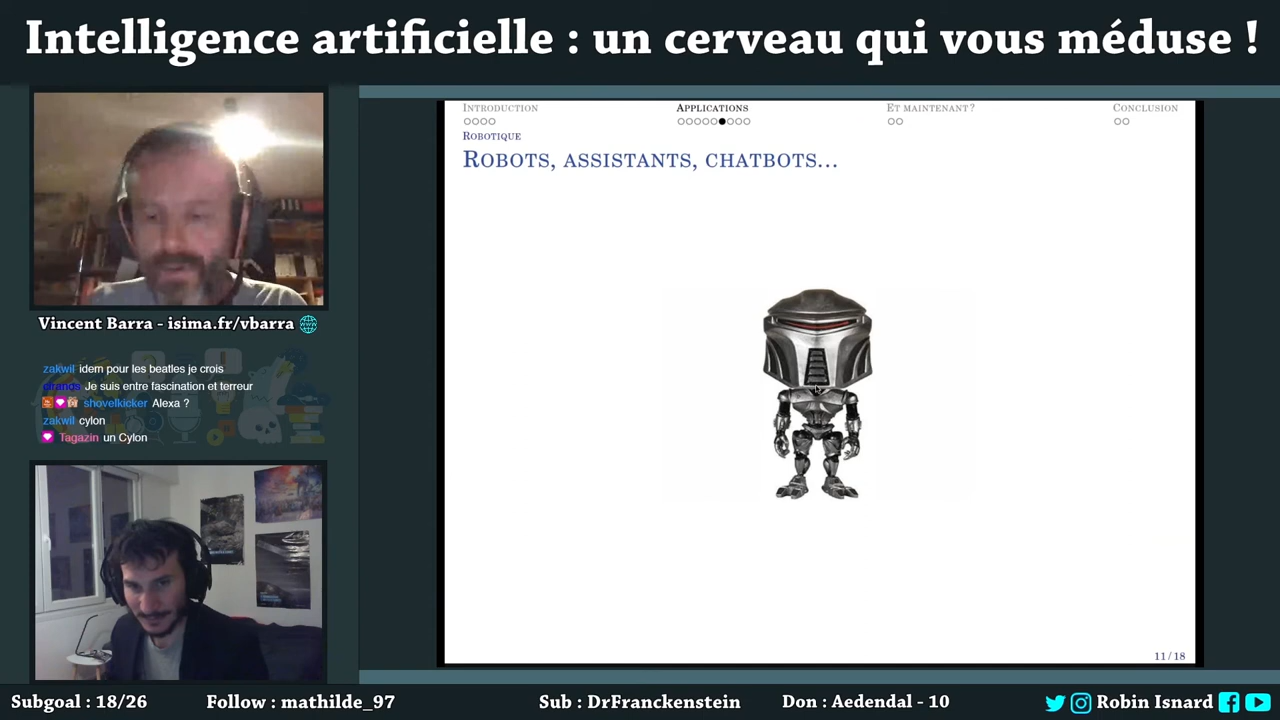 Intelligence artificielle : un cerveau qui vous méduse !
Vincent Barra - isima.fr/vbarra
zakwil idem pour les beatles je crois
cirands Je suis entre fascination et terreur
shovelkicker Alexa ?
zakwil cylon
Tagazin un Cylon
INTRODUCTION
APPLICATIONS
ET MAINTENANT?
CONCLUSION
ROBOTIQUE
ROBOTS, ASSISTANTS, CHATBOTS...
11 / 18
Subgoal : 18/26
Follow : mathilde_97
Sub : DrFranckenstein
Don : Aedendal - 10
Robin Isnard